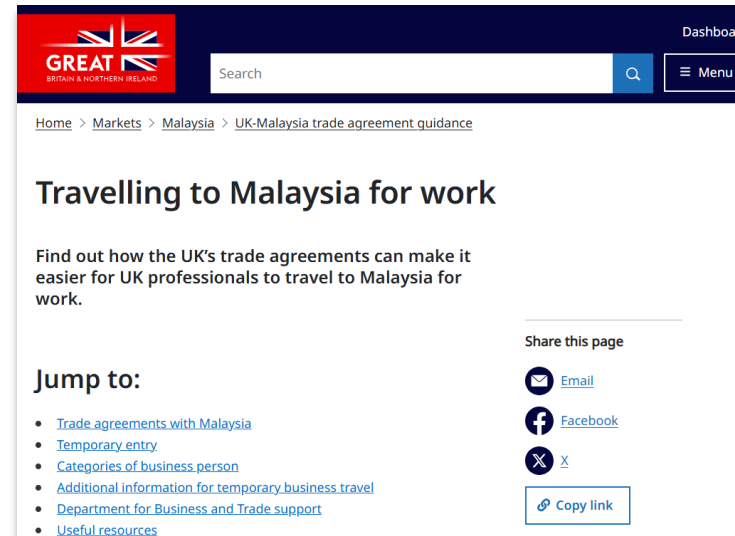 Dashboa
GREAT
BRITAIN & NORTHERN IRELAND
Search
Menu
Home > Markets > Malaysia > UK-Malaysia trade agreement guidance
Travelling to Malaysia for work
Find out how the UK's trade agreements can make it
easier for UK professionals to travel to Malaysia for
work.
Share this page
Jump to:
Email
Trade agreements with Malaysia
Facebook
Temporary entry
Categories of business person
X
Additional information for temporary business travel
Department for Business and Trade support
Copy link
Useful resources